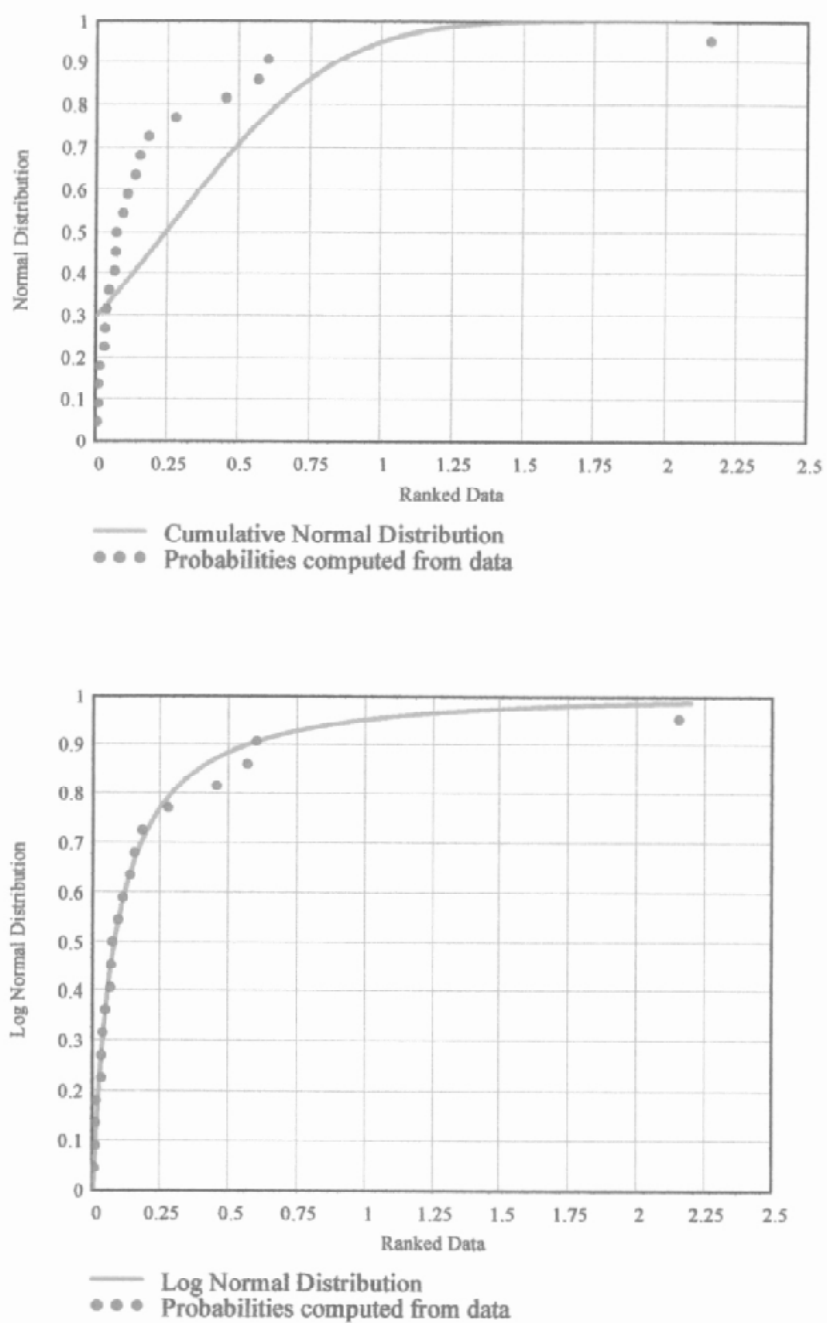 1
0.9
0.8
0.7
0.6
0.5
0.4
0.3
0.2
0.1
0
Normal Distribution
0 0.25 0.5 0.75 1 1.25 1.5 1.75 2 2.25 2.5
Ranked Data
Cumulative Normal Distribution
Probabilities computed from data
1
0.9
0.8
0.7
0.6
0.5
0.4
0.3
0.2
0.1
0
Log Normal Distribution
0 0.25 0.5 0.75 1 1.25 1.5 1.75 2 2.25 2.5
Ranked Data
Log Normal Distribution
Probabilities computed from data